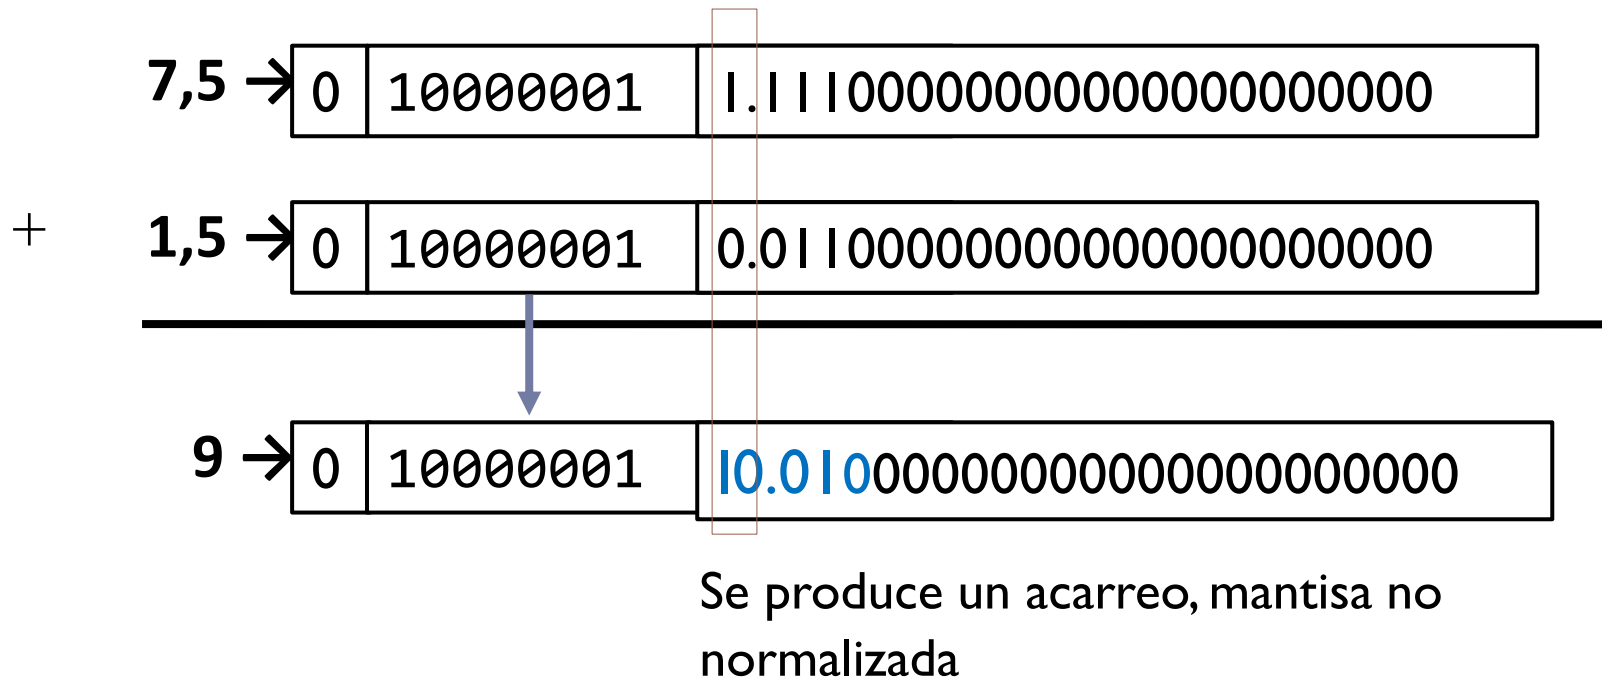 7,5 → 0 10000001 1.11100000000000000000000
+ 1,5 → 0 10000001 0.01100000000000000000000
9 → 0 10000001 10.01000000000000000000000
Se produce un acarreo, mantisa no
normalizada